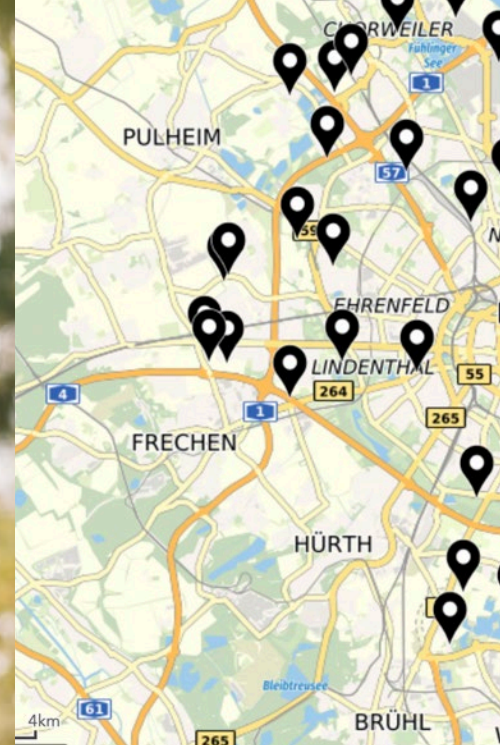 CHORWEILER
Fühlinger
See
1
PULHEIM
57
59
N
EHRENFELD
LINDENTHAL
55
4
264
1
265
FRECHEN
HÜRTH
Bleibtreusee
61
4km
BRÜHL
265